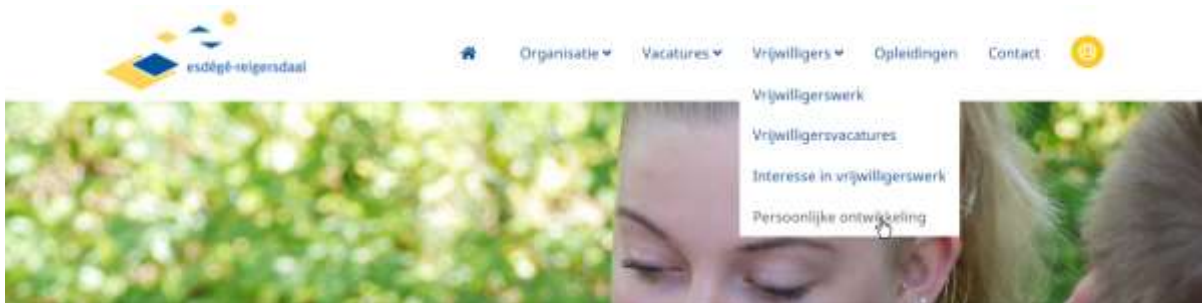 esdégé-reigersdaal
Organisatie Vacatures Vrijwilligers Opleidingen Contact
Vrijwilligerswerk
Vrijwilligersvacatures
Interesse in vrijwilligerswerk
Persoonlijke ontwikkeling